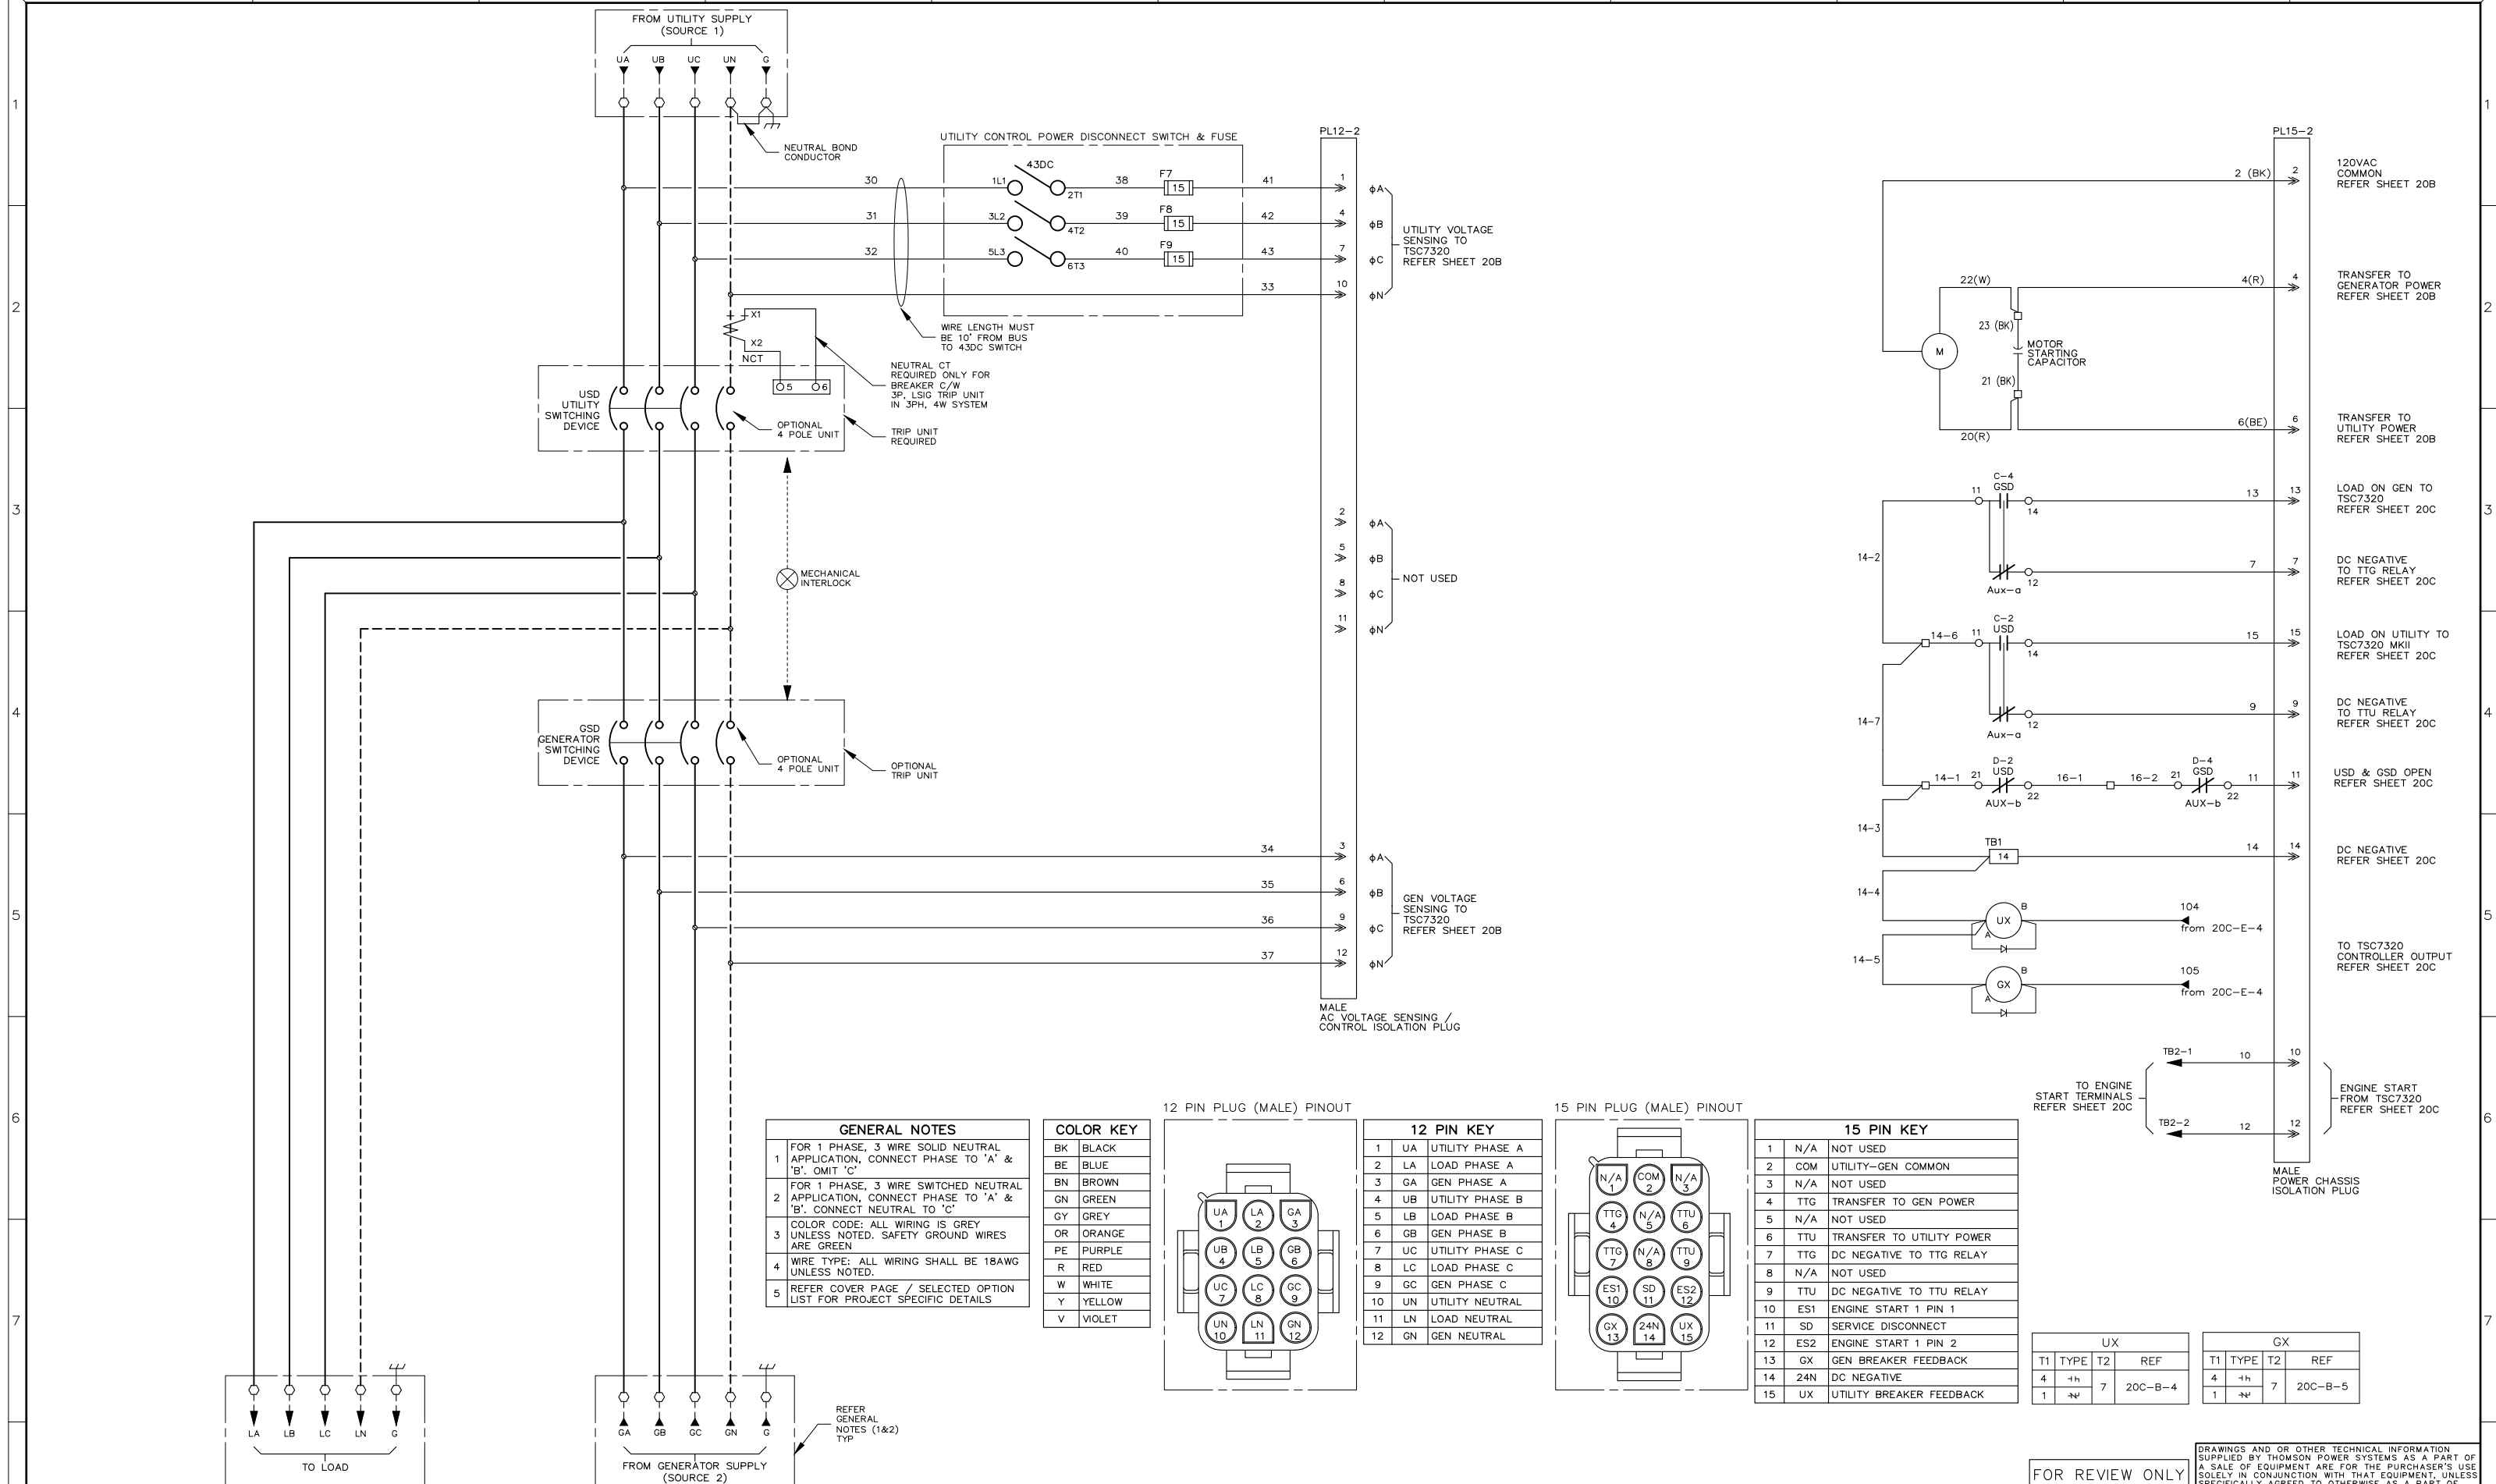 FROM UTILITY SUPPLY
(SOURCE 1)
UA UB UC UN G
NEUTRAL BOND
CONDUCTOR
UTILITY CONTROL POWER DISCONNECT SWITCH & FUSE
43DC
30 1L1 2T1 38 F7 15 41
31 3L2 4T2 39 F8 15 42
32 5L3 6T3 40 F9 15 43
33
WIRE LENGTH MUST
BE 10' FROM BUS
TO 43DC SWITCH
X1
X2
NCT
5 6
NEUTRAL CT
REQUIRED ONLY FOR
BREAKER C/W
3P, LSIG TRIP UNIT
IN 3PH, 4W SYSTEM
USD
UTILITY
SWITCHING
DEVICE
OPTIONAL
4 POLE UNIT
TRIP UNIT
REQUIRED
MECHANICAL
INTERLOCK
GSD
GENERATOR
SWITCHING
DEVICE
OPTIONAL
4 POLE UNIT
OPTIONAL
TRIP UNIT
PL12-2
1 ϕA
4 ϕB
7 ϕC
10 ϕN
UTILITY VOLTAGE
SENSING TO
TSC7320
REFER SHEET 20B
2 ϕA
5 ϕB
8 ϕC
11 ϕN
NOT USED
34 3 ϕA
35 6 ϕB
36 9 ϕC
37 12 ϕN
GEN VOLTAGE
SENSING TO
TSC7320
REFER SHEET 20B
MALE
AC VOLTAGE SENSING /
CONTROL ISOLATION PLUG
PL15-2
2 (BK) 2
120VAC
COMMON
REFER SHEET 20B
22(W) 4(R) 4
TRANSFER TO
GENERATOR POWER
REFER SHEET 20B
23 (BK)
M
MOTOR
STARTING
CAPACITOR
21 (BK)
20(R) 6(BE) 6
TRANSFER TO
UTILITY POWER
REFER SHEET 20B
C-4
GSD
11 14 13 13
LOAD ON GEN TO
TSC7320
REFER SHEET 20C
14-2
Aux-a 12 7 7
DC NEGATIVE
TO TTG RELAY
REFER SHEET 20C
C-2
USD
14-6 11 14 15 15
LOAD ON UTILITY TO
TSC7320 MKII
REFER SHEET 20C
14-7
Aux-a 12 9 9
DC NEGATIVE
TO TTU RELAY
REFER SHEET 20C
D-2
USD
D-4
GSD
14-1 21 22 16-1 16-2 21 22 11 11
AUX-b AUX-b
USD & GSD OPEN
REFER SHEET 20C
14-3
TB1
14 14 14
DC NEGATIVE
REFER SHEET 20C
14-4
UX A B 104
from 20C-E-4
14-5
GX A B 105
from 20C-E-4
TO TSC7320
CONTROLLER OUTPUT
REFER SHEET 20C
TB2-1 10 10
TB2-2 12 12
TO ENGINE
START TERMINALS
REFER SHEET 20C
ENGINE START
FROM TSC7320
REFER SHEET 20C
MALE
POWER CHASSIS
ISOLATION PLUG
GENERAL NOTES
1 FOR 1 PHASE, 3 WIRE SOLID NEUTRAL
APPLICATION, CONNECT PHASE TO 'A' &
'B'. OMIT 'C'
2 FOR 1 PHASE, 3 WIRE SWITCHED NEUTRAL
APPLICATION, CONNECT PHASE TO 'A' &
'B'. CONNECT NEUTRAL TO 'C'
3 COLOR CODE: ALL WIRING IS GREY
UNLESS NOTED. SAFETY GROUND WIRES
ARE GREEN
4 WIRE TYPE: ALL WIRING SHALL BE 18AWG
UNLESS NOTED.
5 REFER COVER PAGE / SELECTED OPTION
LIST FOR PROJECT SPECIFIC DETAILS
COLOR KEY
BK BLACK
BE BLUE
BN BROWN
GN GREEN
GY GREY
OR ORANGE
PE PURPLE
R RED
W WHITE
Y YELLOW
V VIOLET
12 PIN PLUG (MALE) PINOUT
UA 1 LA 2 GA 3
UB 4 LB 5 GB 6
UC 7 LC 8 GC 9
UN 10 LN 11 GN 12
12 PIN KEY
1 UA UTILITY PHASE A
2 LA LOAD PHASE A
3 GA GEN PHASE A
4 UB UTILITY PHASE B
5 LB LOAD PHASE B
6 GB GEN PHASE B
7 UC UTILITY PHASE C
8 LC LOAD PHASE C
9 GC GEN PHASE C
10 UN UTILITY NEUTRAL
11 LN LOAD NEUTRAL
12 GN GEN NEUTRAL
15 PIN PLUG (MALE) PINOUT
N/A 1 COM 2 N/A 3
TTG 4 N/A 5 TTU 6
TTG 7 N/A 8 TTU 9
ES1 10 SD 11 ES2 12
GX 13 24N 14 UX 15
15 PIN KEY
1 N/A NOT USED
2 COM UTILITY-GEN COMMON
3 N/A NOT USED
4 TTG TRANSFER TO GEN POWER
5 N/A NOT USED
6 TTU TRANSFER TO UTILITY POWER
7 TTG DC NEGATIVE TO TTG RELAY
8 N/A NOT USED
9 TTU DC NEGATIVE TO TTU RELAY
10 ES1 ENGINE START 1 PIN 1
11 SD SERVICE DISCONNECT
12 ES2 ENGINE START 1 PIN 2
13 GX GEN BREAKER FEEDBACK
14 24N DC NEGATIVE
15 UX UTILITY BREAKER FEEDBACK
UX
T1 TYPE T2 REF
4 7 20C-B-4
1
GX
T1 TYPE T2 REF
4 7 20C-B-5
1
LA LB LC LN G
TO LOAD
GA GB GC GN G
FROM GENERATOR SUPPLY
(SOURCE 2)
REFER
GENERAL
NOTES (1&2)
TYP
FOR REVIEW ONLY
DRAWINGS AND OR OTHER TECHNICAL INFORMATION
SUPPLIED BY THOMSON POWER SYSTEMS AS A PART OF
A SALE OF EQUIPMENT ARE FOR THE PURCHASER'S USE
SOLELY IN CONJUNCTION WITH THAT EQUIPMENT, UNLESS
SPECIFICALLY AGREED TO OTHERWISE AS A PART OF
1 1
2 2
3 3
4 4
5 5
6 6
7 7